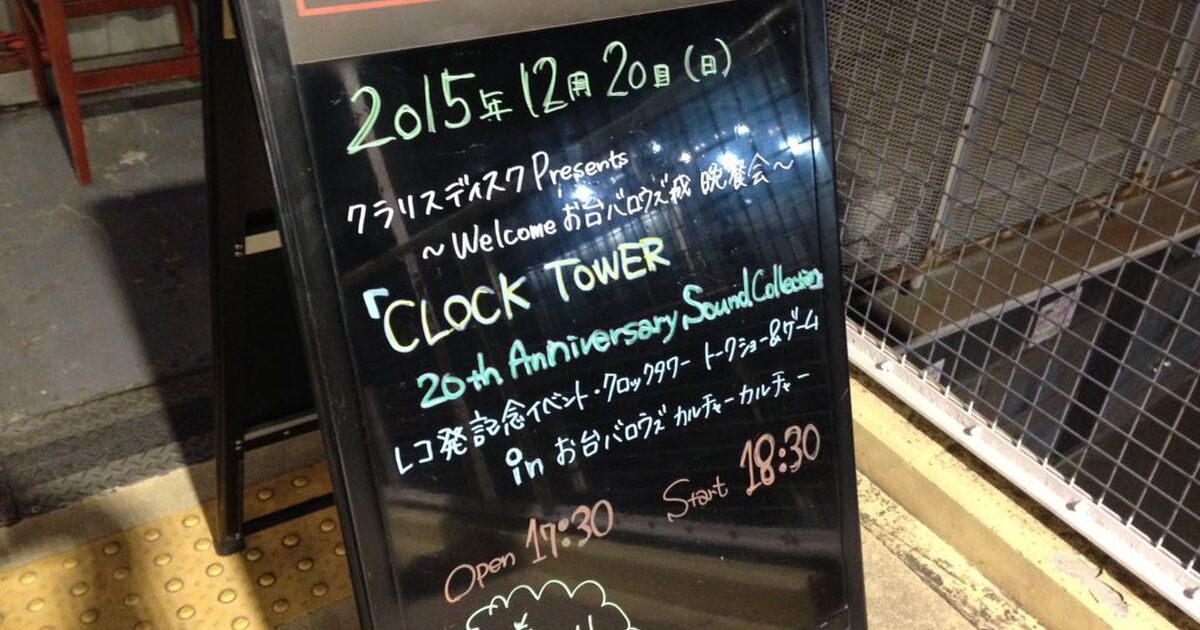 2015年12月20日(日)
クラリスディスク Presents
～Welcome お台バロウズ城 晩餐会～
「CLOCK TOWER
20th Anniversary Sound Collection」
レコ発記念イベント・クロックタワー トークショー&ゲーム
in お台バロウズ カルチャーカルチャー
Open 17:30 Start 18:30